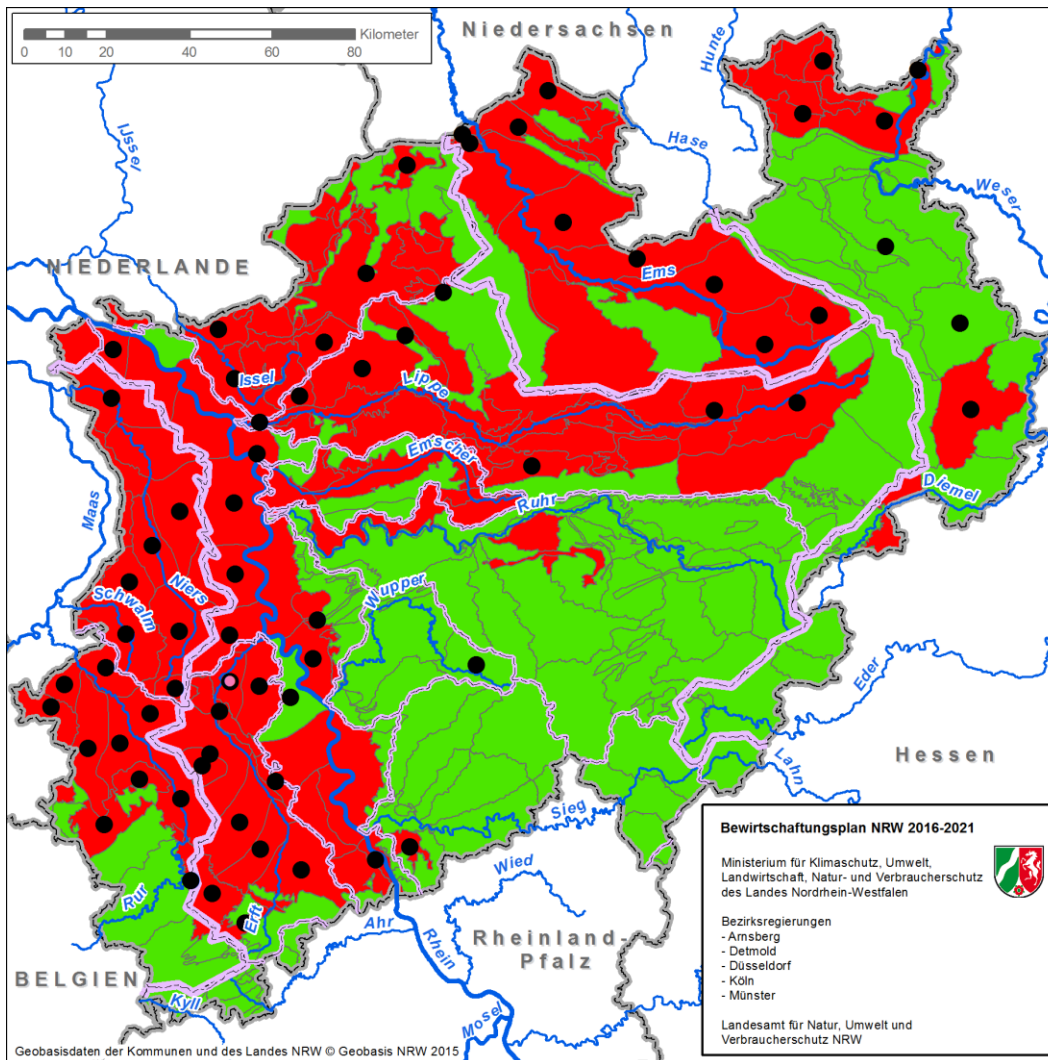 Kilometer
0 10 20 40 60 80
Niedersachsen
Hunte
IJssel
Hase
Weser
NIEDERLANDE
Ems
Issel
Lippe
Emscher
Maas
Ruhr
Diemel
Wupper
Niers
Schwalm
Eder
Hessen
Lahn
Sieg
Wied
Rur
Erft
Ahr
Rhein
Rheinland-
Pfalz
BELGIEN
Kyll
Mosel
Bewirtschaftungsplan NRW 2016-2021
Ministerium für Klimaschutz, Umwelt,
Landwirtschaft, Natur- und Verbraucherschutz
des Landes Nordrhein-Westfalen
Bezirksregierungen
- Arnsberg
- Detmold
- Düsseldorf
- Köln
- Münster
Landesamt für Natur, Umwelt und
Verbraucherschutz NRW
Geobasisdaten der Kommunen und des Landes NRW © Geobasis NRW 2015